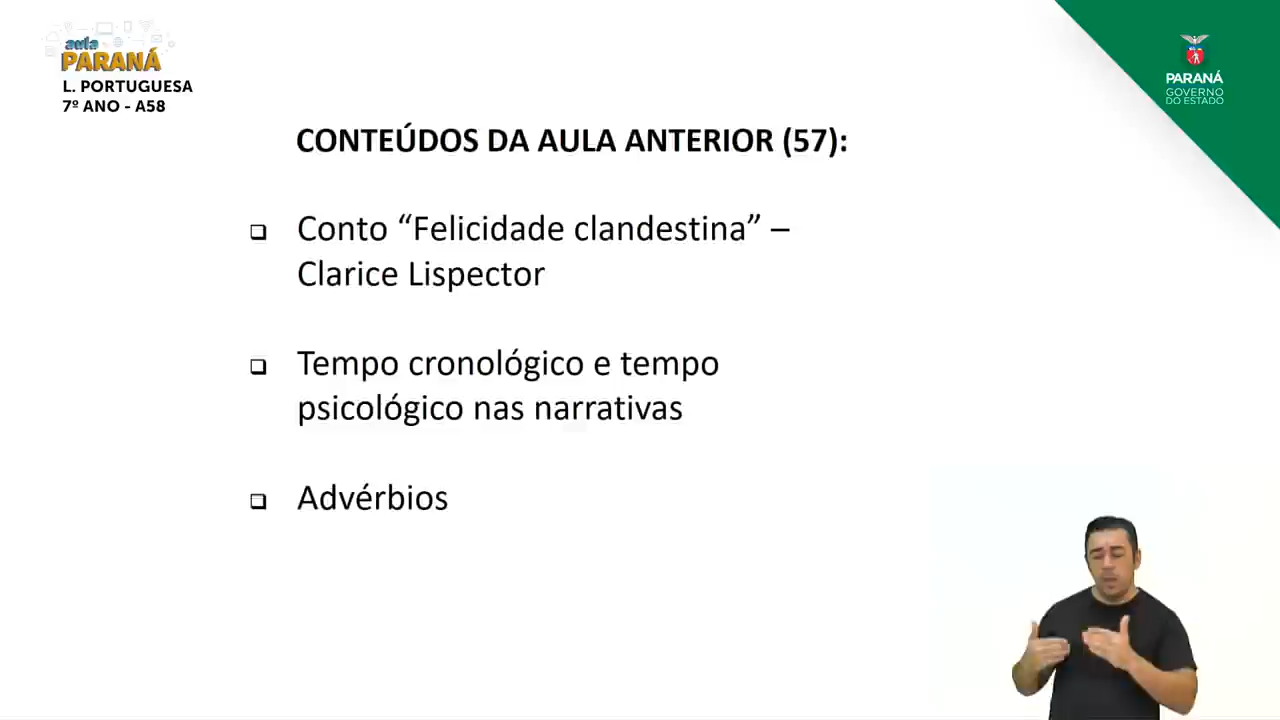 aula
PARANÁ
L. PORTUGUESA
7º ANO - A58
PARANÁ
GOVERNO
DO ESTADO
CONTEÚDOS DA AULA ANTERIOR (57):
❑ Conto “Felicidade clandestina” –
Clarice Lispector
❑ Tempo cronológico e tempo
psicológico nas narrativas
❑ Advérbios